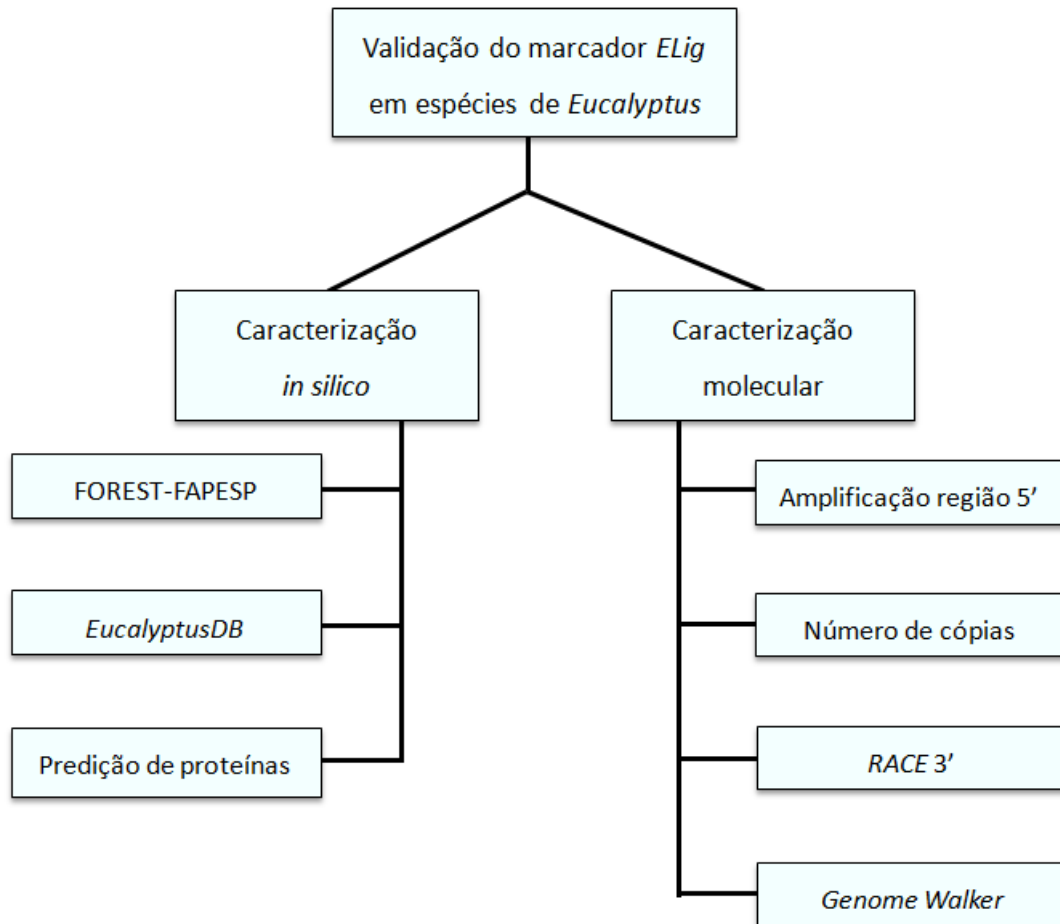 Validação do marcador ELig
em espécies de Eucalyptus
Caracterização
in silico
Caracterização
molecular
FOREST-FAPESP
EucalyptusDB
Predição de proteínas
Amplificação região 5’
Número de cópias
RACE 3’
Genome Walker